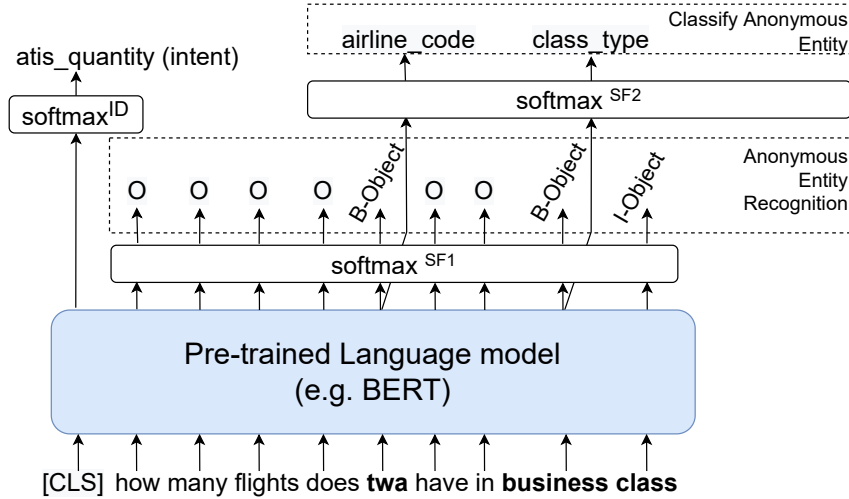 Classify Anonymous
Entity
airline_code class_type
atis_quantity (intent)
softmax SF2
softmax ID
Anonymous
Entity
Recognition
O O O O B-Object O O B-Object I-Object
softmax SF1
Pre-trained Language model
(e.g. BERT)
[CLS] how many flights does twa have in business class